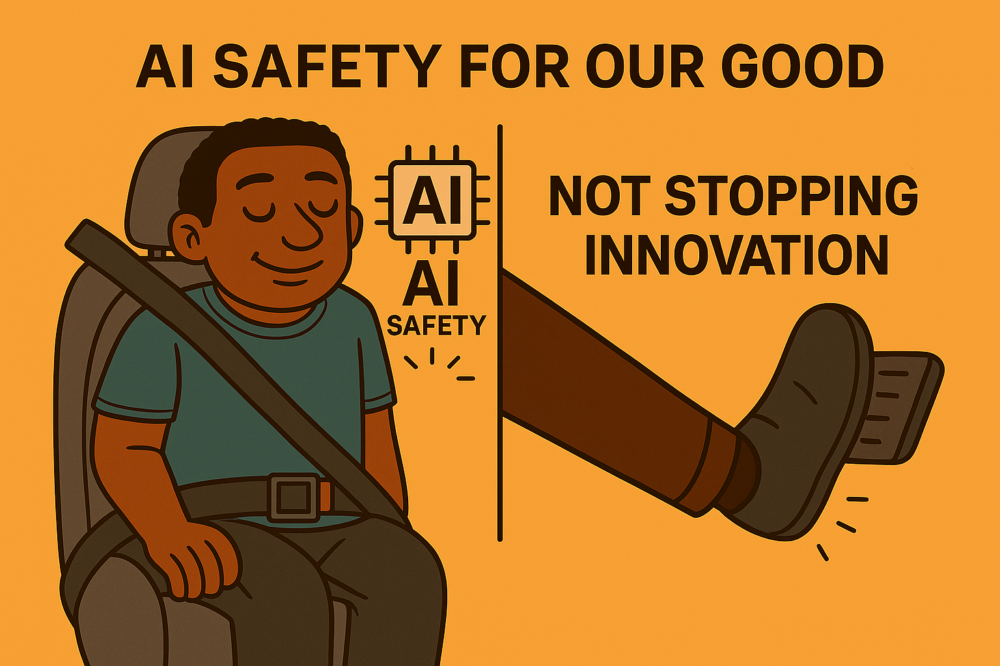 AI SAFETY FOR OUR GOOD
AI
AI
SAFETY
NOT STOPPING
INNOVATION